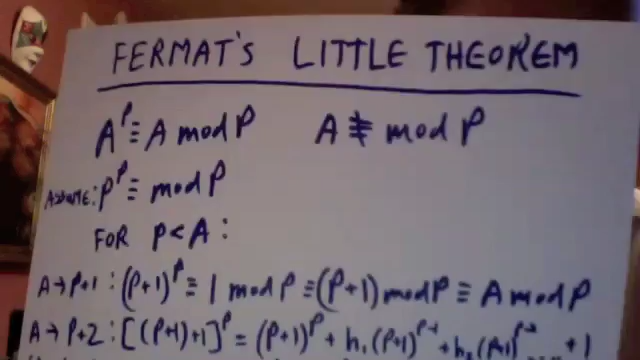 FERMAT'S LITTLE THEOREM
A^P ≡ A mod P A ≢ mod P
ASSUME: P^P ≡ mod P
FOR P < A :
A → P+1 : (P+1)^P ≡ 1 mod P ≡ (P+1) mod P ≡ A mod P
A → P+2 : [(P+1)+1]^P = (P+1)^P + h₁(P+1)^P-1 + h₂(P+1)^P-2 ... + 1